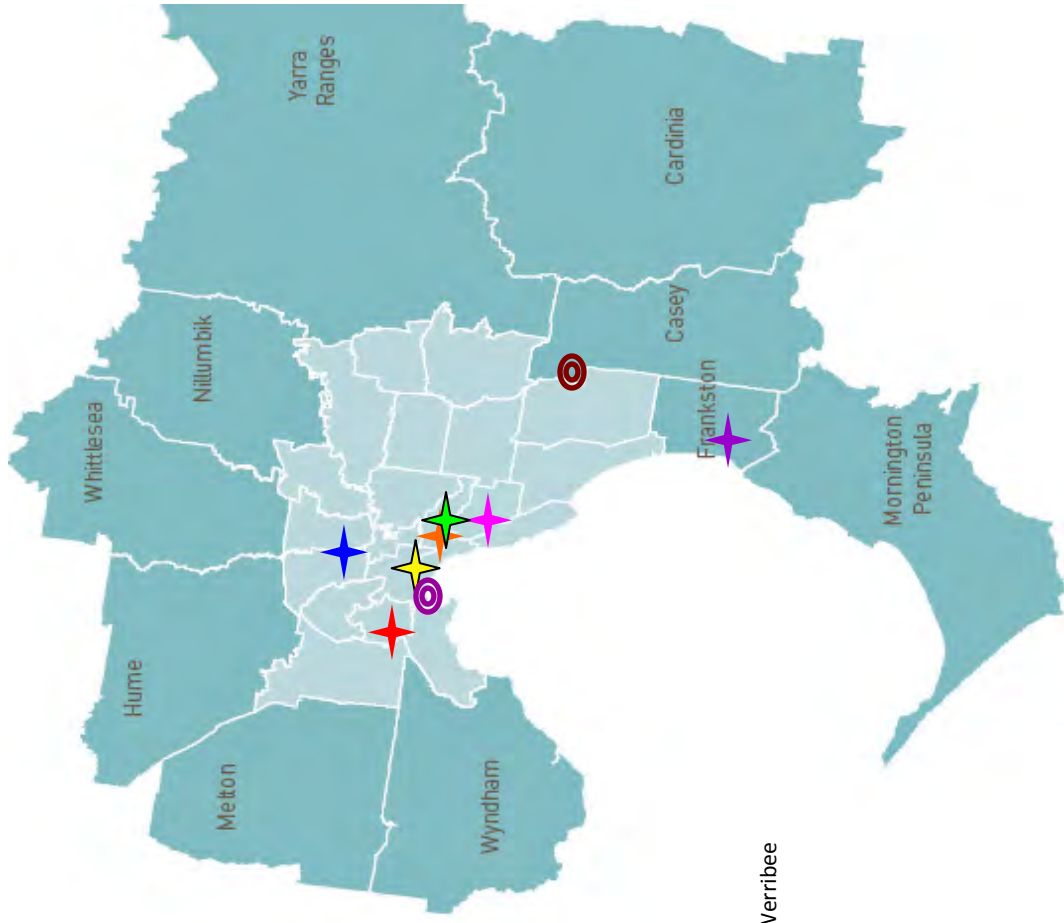 Yarra
Ranges
Cardinia
Nillumbik
Casey
Whittlesea
Frankston
Mornington
Peninsula
Hume
Melton
Wyndham
Verribee